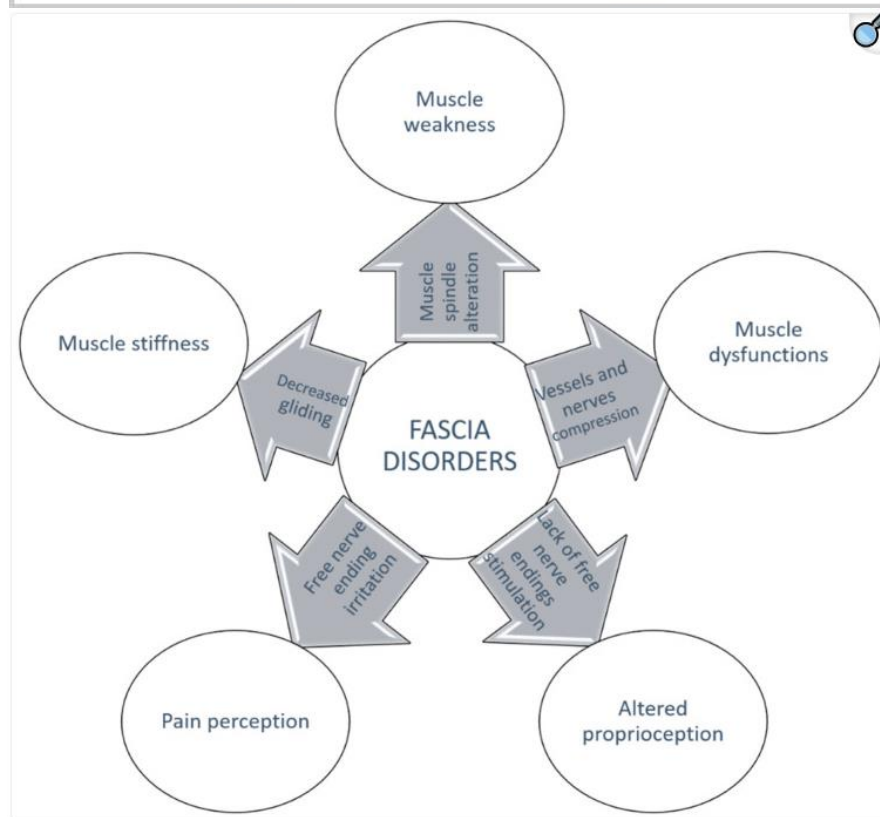 Muscle
weakness
Muscle
spindle
alteration
Muscle stiffness
Decreased
gliding
Vessels and
nerves
compression
Muscle
dysfunctions
FASCIA
DISORDERS
Free nerve
ending
irritation
Lack of free
nerve
endings
stimulation
Pain perception
Altered
proprioception